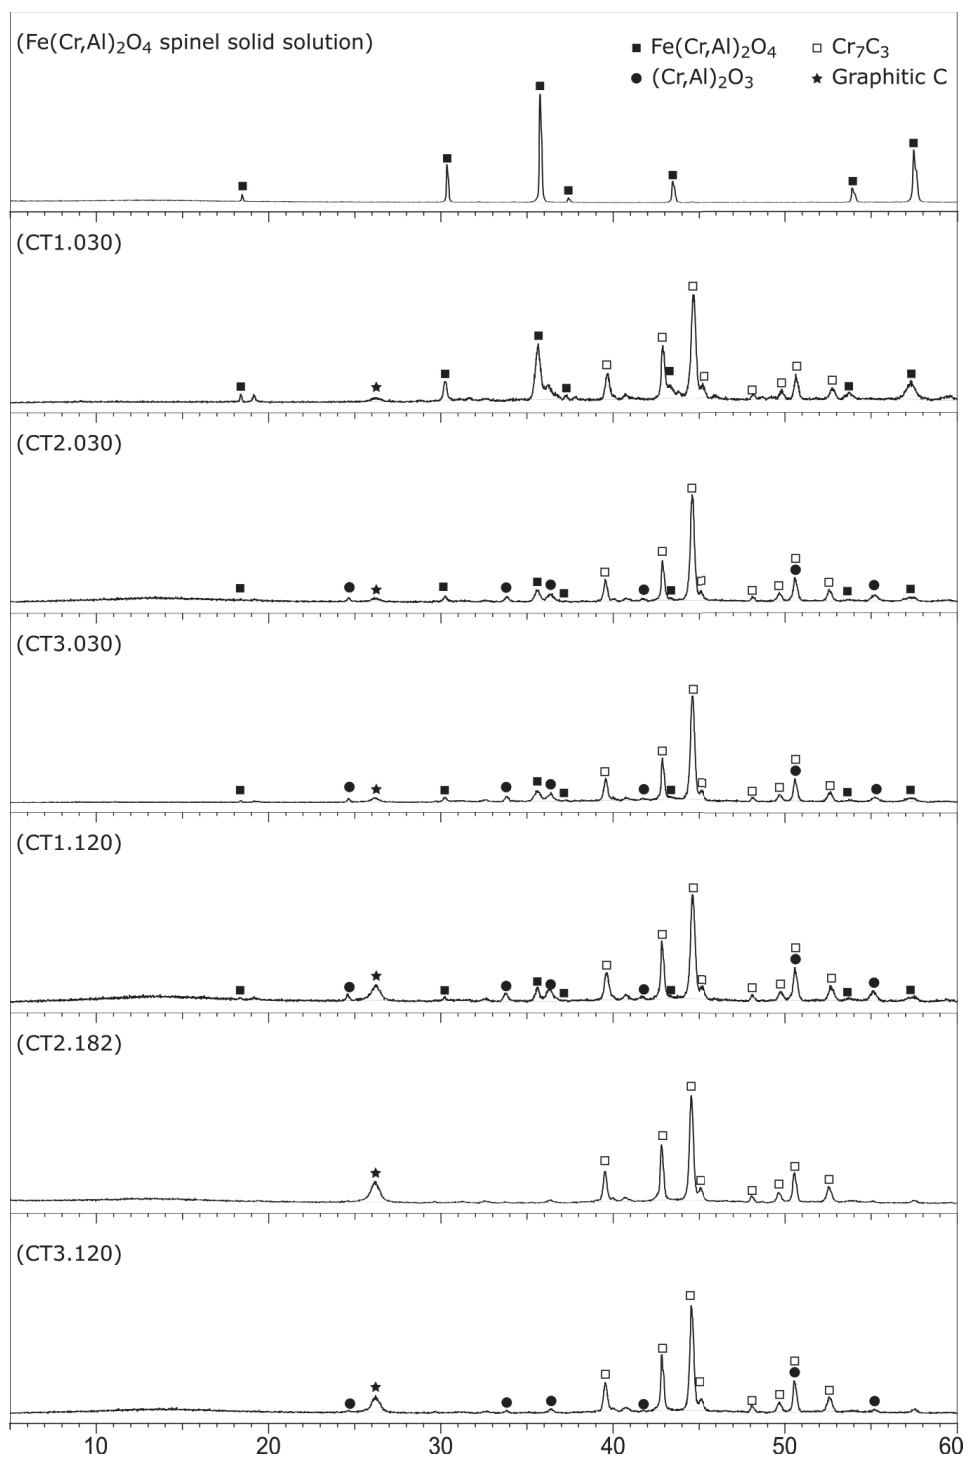 (Fe(Cr,Al)₂O₄ spinel solid solution)
■ Fe(Cr,Al)₂O₄ □ Cr₇C₃
● (Cr,Al)₂O₃ ★ Graphitic C
(CT1.030)
(CT2.030)
(CT3.030)
(CT1.120)
(CT2.182)
(CT3.120)
10 20 30 40 50 60